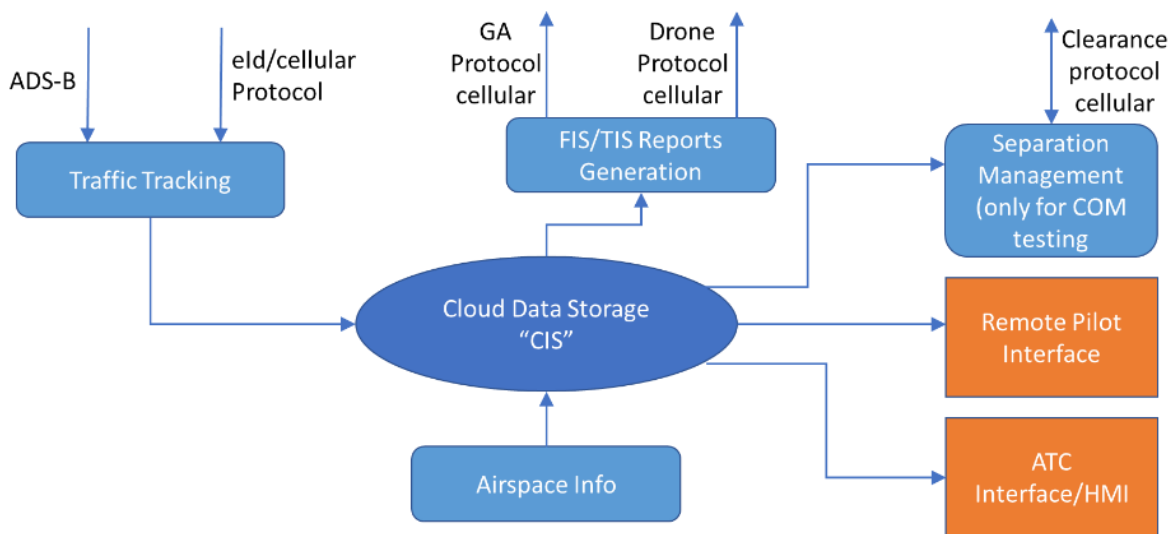 ADS-B
eId/cellular
Protocol
GA
Protocol
cellular
Drone
Protocol
cellular
Clearance
protocol
cellular
Traffic Tracking
FIS/TIS Reports
Generation
Separation
Management
(only for COM
testing
Cloud Data Storage
“CIS”
Remote Pilot
Interface
Airspace Info
ATC
Interface/HMI